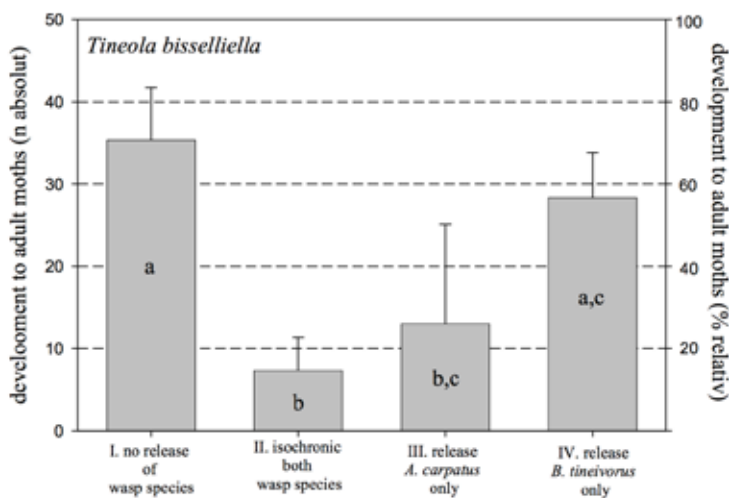 Tineola bisselliella
develooment to adult moths (n absolut)
50
40
30
20
10
0
a
b
b,c
a,c
100
80
60
40
20
development to adult moths (% relativ)
I. no release
of
wasp species
II. isochronic
both
wasp species
III. release
A. carpatus
only
IV. release
B. tineivorus
only